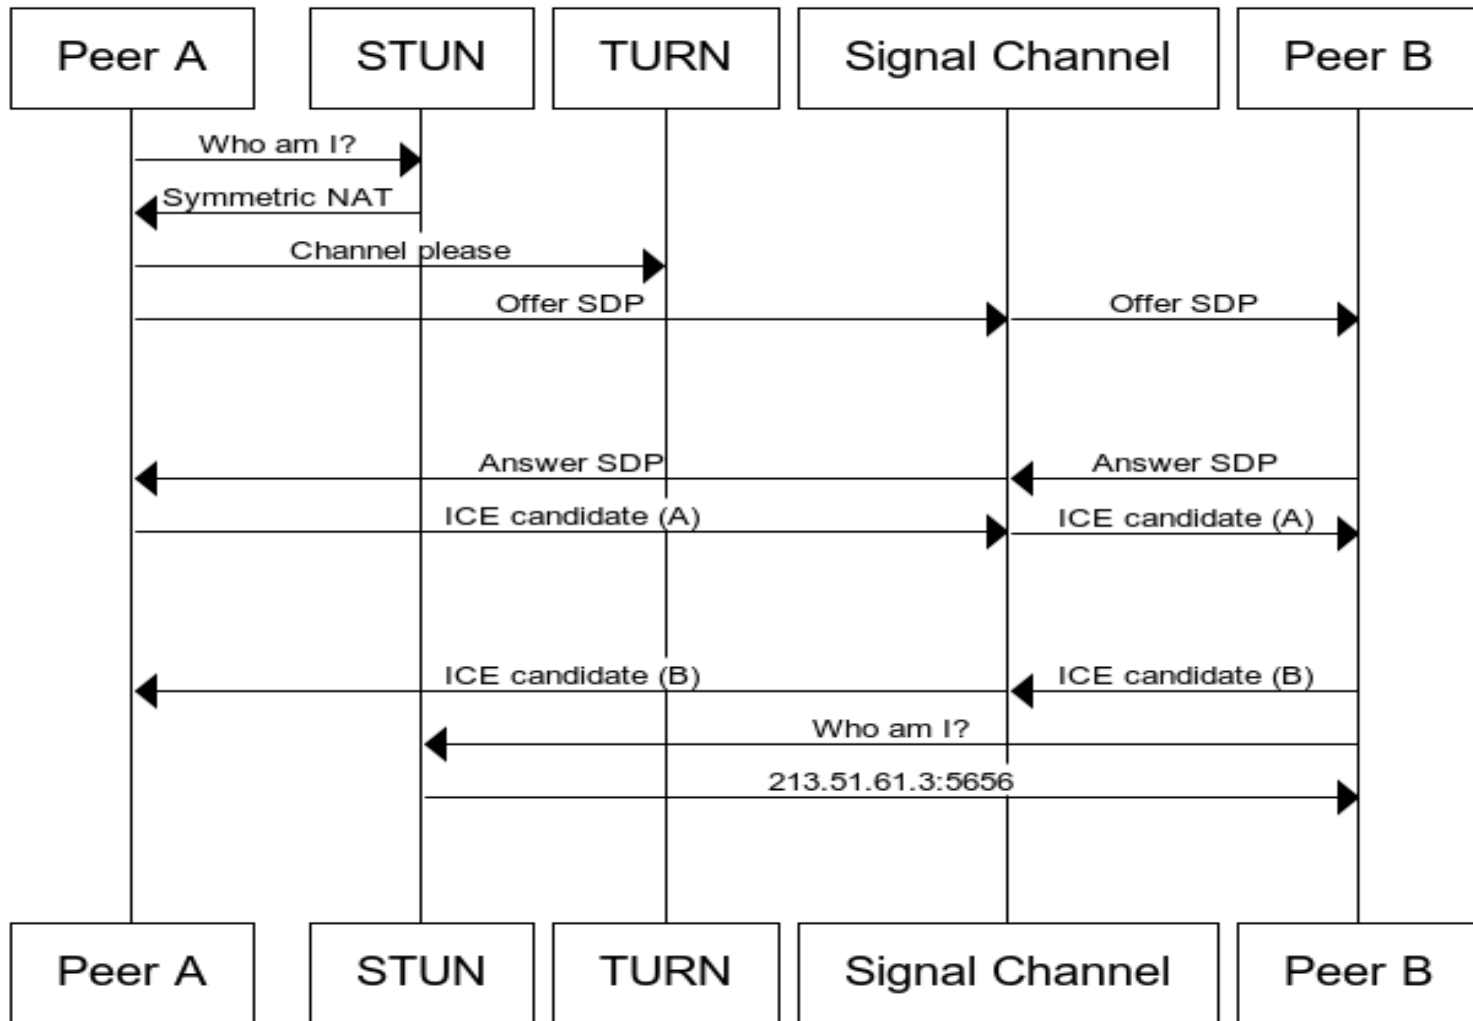 Peer A
STUN
TURN
Signal Channel
Peer B
Who am I?
Symmetric NAT
Channel please
Offer SDP
Offer SDP
Answer SDP
Answer SDP
ICE candidate (A)
ICE candidate (A)
ICE candidate (B)
ICE candidate (B)
Who am I?
213.51.61.3:5656
Peer A
STUN
TURN
Signal Channel
Peer B